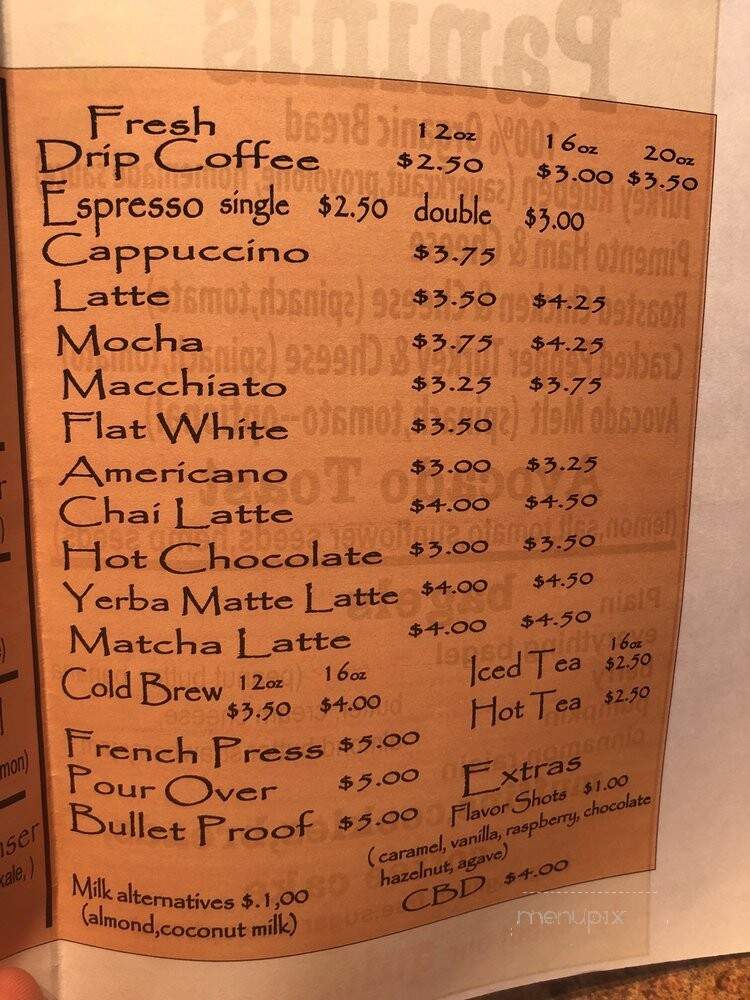 Fresh 12oz 16oz 20oz
Drip Coffee $2.50 $3.00 $3.50
Espresso single $2.50 double $3.00
Cappuccino $3.75
Latte $3.50 $4.25
Mocha $3.75 $4.25
Macchiato $3.25 $3.75
Flat White $3.50
Americano $3.00 $3.25
Chai Latte $4.00 $4.50
Hot Chocolate $3.00 $3.50
Yerba Matte Latte $4.00 $4.50
Matcha Latte $4.00 $4.50
Cold Brew 12oz 16oz
$3.50 $4.00
16oz
Iced Tea $2.50
Hot Tea $2.50
French Press $5.00
Pour Over $5.00
Bullet Proof $5.00
Extras
Flavor Shots $1.00
(caramel, vanilla, raspberry, chocolate
hazelnut, agave)
CBD $4.00
Milk alternatives $.1,00
(almond,coconut milk)
menupix